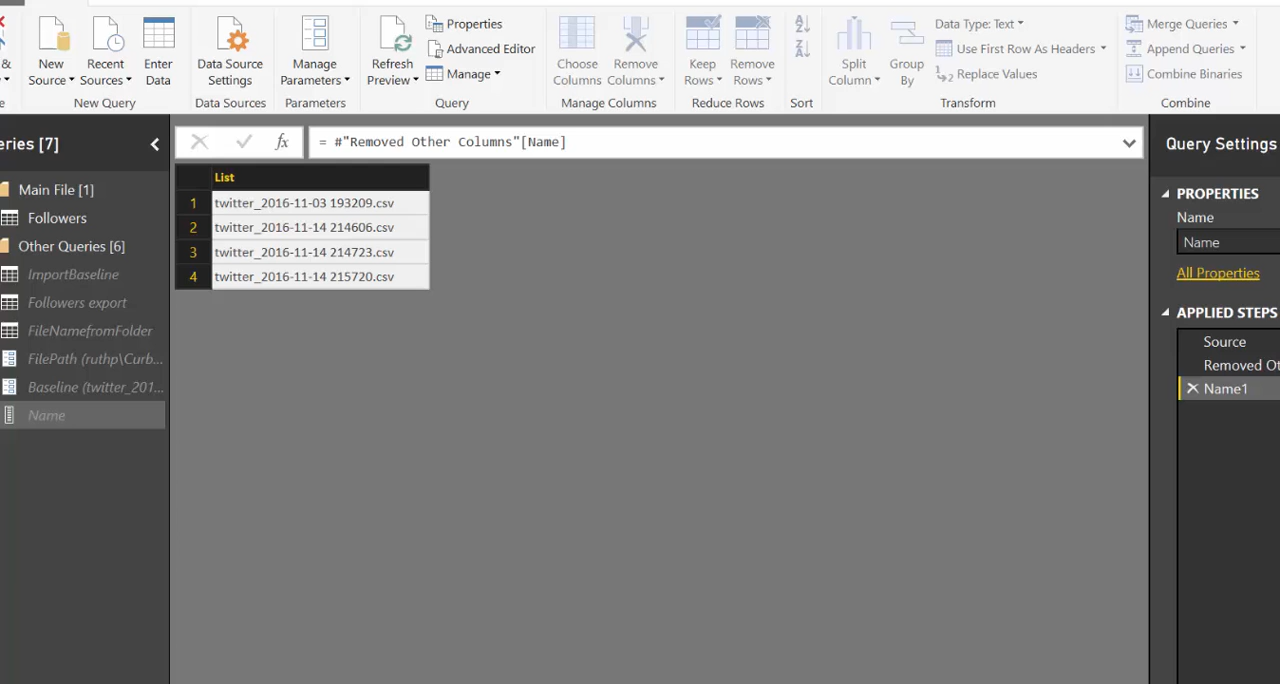 Properties
Advanced Editor
Manage
New Source
Recent Sources
Enter Data
New Query
Data Source Settings
Data Sources
Manage Parameters
Parameters
Refresh Preview
Query
Choose Columns
Remove Columns
Manage Columns
Keep Rows
Remove Rows
Reduce Rows
Sort
Split Column
Group By
Data Type: Text
Use First Row As Headers
Replace Values
Transform
Merge Queries
Append Queries
Combine Binaries
Combine
&
eries [7]
Main File [1]
Followers
Other Queries [6]
ImportBaseline
Followers export
FileNamefromFolder
FilePath (ruthp\Curb...
Baseline (twitter_201...
Name
fx
= #"Removed Other Columns"[Name]
List
1 twitter_2016-11-03 193209.csv
2 twitter_2016-11-14 214606.csv
3 twitter_2016-11-14 214723.csv
4 twitter_2016-11-14 215720.csv
Query Settings
PROPERTIES
Name
Name
All Properties
APPLIED STEPS
Source
Removed Ot
Name1